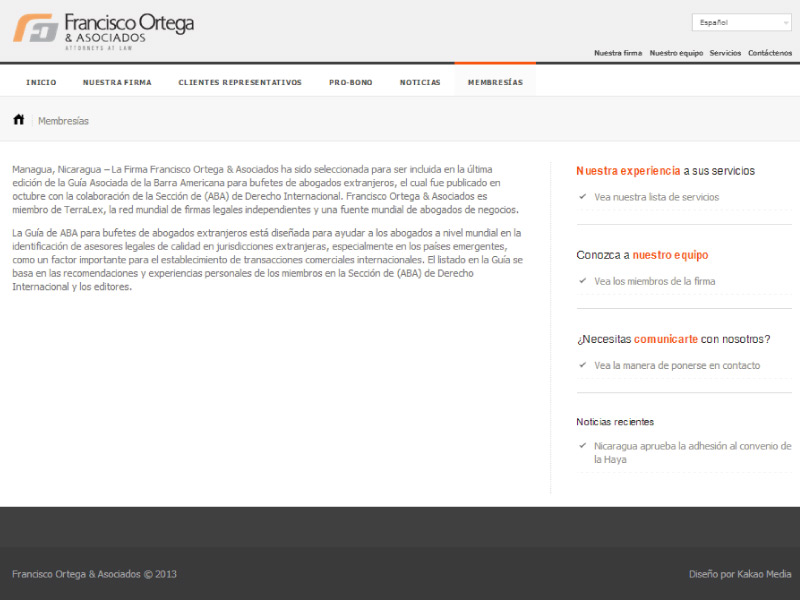 Francisco Ortega
& ASOCIADOS
ATTORNEYS AT LAW
Español
Nuestra firma Nuestro equipo Servicios Contáctenos
INICIO NUESTRA FIRMA CLIENTES REPRESENTATIVOS PRO-BONO NOTICIAS MEMBRESÍAS
Membresías
Managua, Nicaragua – La Firma Francisco Ortega & Asociados ha sido seleccionada para ser incluida en la última
edición de la Guía Asociada de la Barra Americana para bufetes de abogados extranjeros, el cual fue publicado en
octubre con la colaboración de la Sección de (ABA) de Derecho Internacional. Francisco Ortega & Asociados es
miembro de TerraLex, la red mundial de firmas legales independientes y una fuente mundial de abogados de negocios.
La Guía de ABA para bufetes de abogados extranjeros está diseñada para ayudar a los abogados a nivel mundial en la
identificación de asesores legales de calidad en jurisdicciones extranjeras, especialmente en los países emergentes,
como un factor importante para el establecimiento de transacciones comerciales internacionales. El listado en la Guía se
basa en las recomendaciones y experiencias personales de los miembros en la Sección de (ABA) de Derecho
Internacional y los editores.
Nuestra experiencia a sus servicios
Vea nuestra lista de servicios
Conozca a nuestro equipo
Vea los miembros de la firma
¿Necesitas comunicarte con nosotros?
Vea la manera de ponerse en contacto
Noticias recientes
Nicaragua aprueba la adhesión al convenio de
la Haya
Francisco Ortega & Asociados © 2013
Diseño por Kakao Media